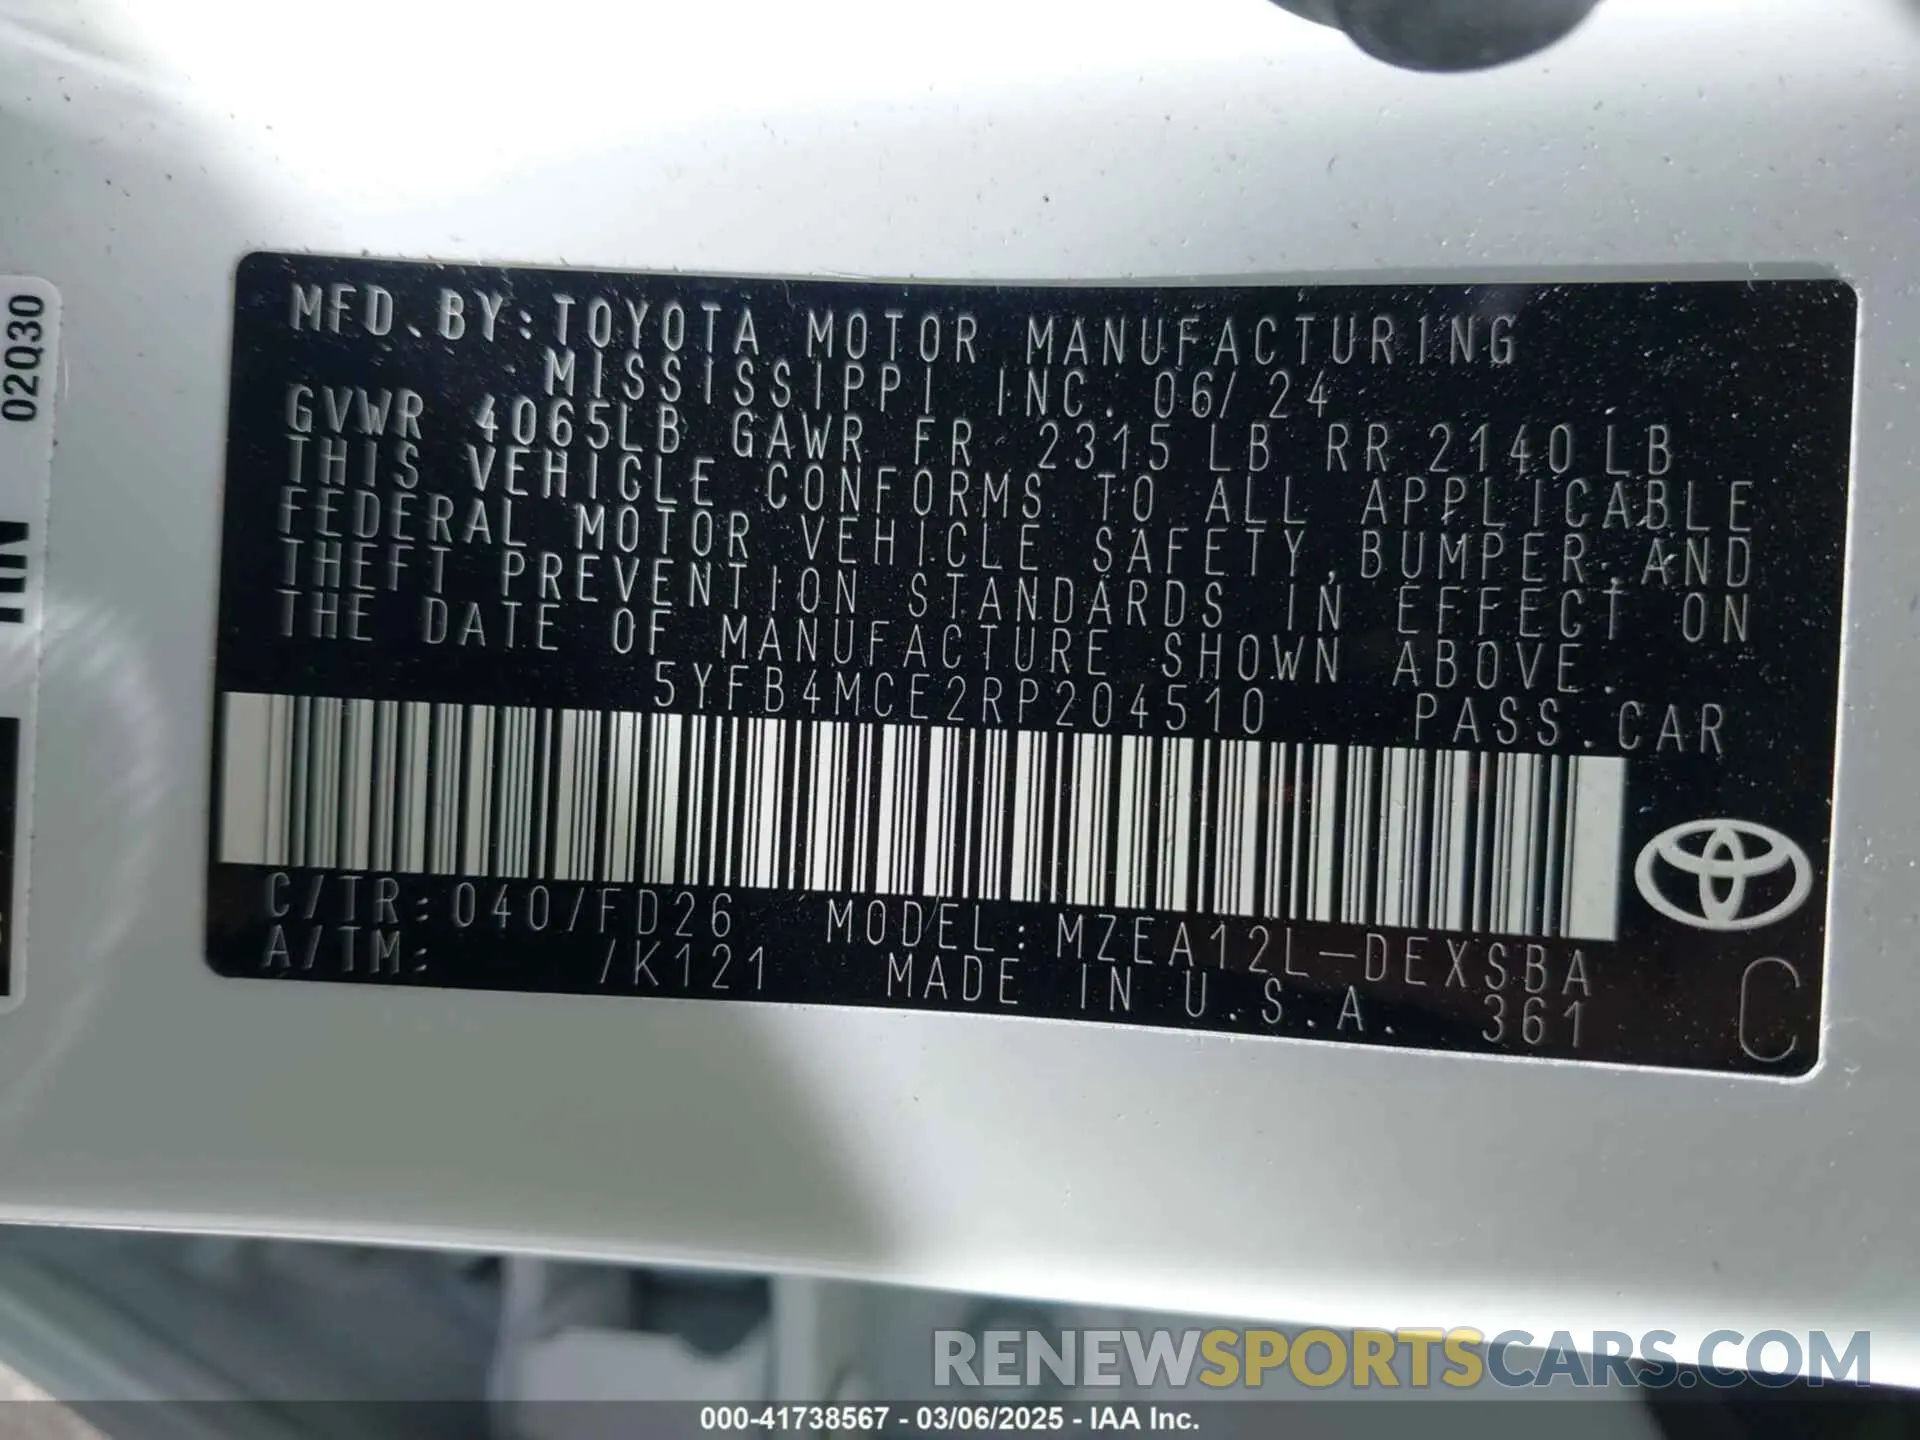 MFD.BY:TOYOTA MOTOR MANUFACTURING
MISSISSIPPI INC. 06/24
GVWR 4065LB GAWR FR 2315 LB RR 2140 LB
THIS VEHICLE CONFORMS TO ALL APPLICABLE
FEDERAL MOTOR VEHICLE SAFETY, BUMPER, AND
THEFT PREVENTION STANDARDS IN EFFECT ON
THE DATE OF MANUFACTURE SHOWN ABOVE.
5YFB4MCE2RP204510 PASS.CAR
C/TR:040/FD26 MODEL:MZEA12L-DEXSBA
A/TM: /K121 MADE IN U.S.A. 361
C
02Q30
RENEWSPORTSCARS.COM
000-41738567 - 03/06/2025 - IAA Inc.